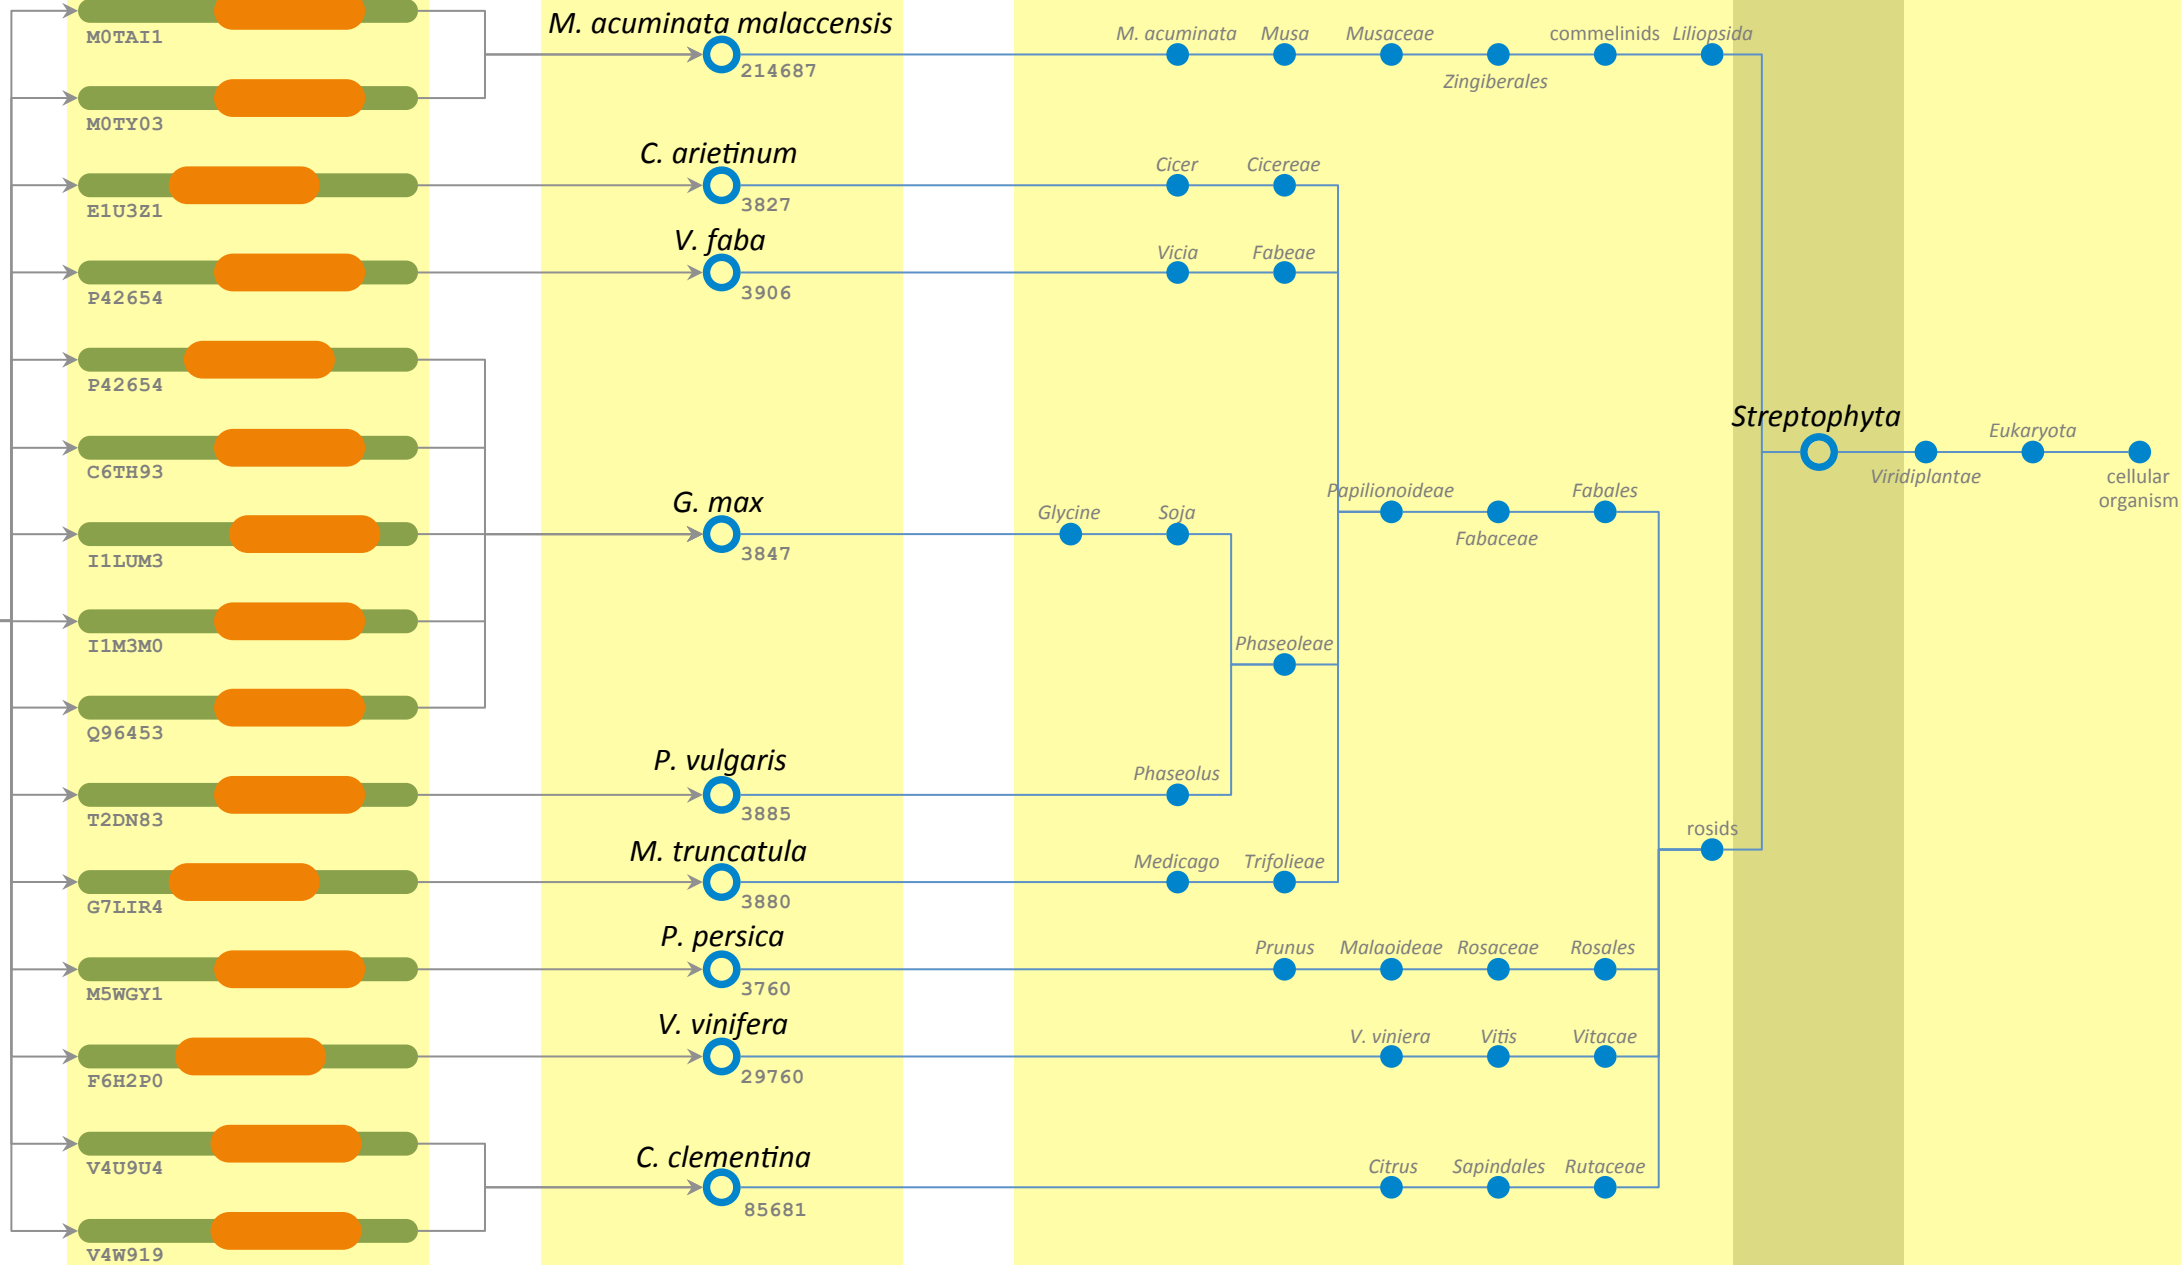 M. acuminata malaccensis
M. acuminata
Musa
Musaceae
commelinids
Liliopsida
M0TAI1
214687
Zingiberales
M0TY03
C. arietinum
Cicer
Cicereae
E1U3Z1
3827
V. faba
Vicia
Fabeae
P42654
3906
P42654
Streptophyta
Eukaryota
C6TH93
Viridiplantae
cellular
organism
G. max
Glycine
Soja
Papilionoideae
Fabales
I1LUM3
3847
Fabaceae
I1M3M0
Phaseoleae
Q96453
P. vulgaris
Phaseolus
T2DN83
3885
rosids
M. truncatula
Medicago
Trifolieae
G7LIR4
3880
P. persica
Prunus
Malaoideae
Rosaceae
Rosales
M5WGY1
3760
V. vinifera
V. viniera
Vitis
Vitacae
F6H2P0
29760
C. clementina
Citrus
Sapindales
Rutaceae
V4U9U4
85681
V4W919